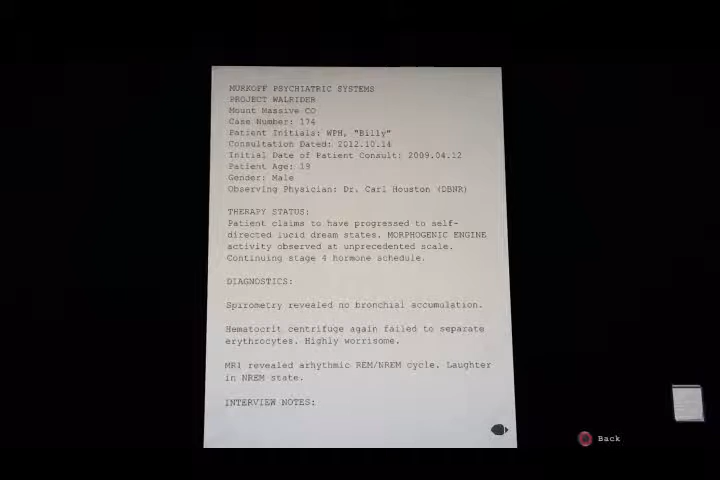 MURKOFF PSYCHIATRIC SYSTEMS
PROJECT WALRIDER
Mount Massive CO
Case Number: 174
Patient Initials: WPH, "Billy"
Consultation Dated: 2012.10.14
Initial Date of Patient Consult: 2009.04.12
Patient Age: 19
Gender: Male
Observing Physician: Dr. Carl Houston (DBNR)
THERAPY STATUS:
Patient claims to have progressed to self-
directed lucid dream states. MORPHOGENIC ENGINE
activity observed at unprecedented scale.
Continuing stage 4 hormone schedule.
DIAGNOSTICS:
Spirometry revealed no bronchial accumulation.
Hematocrit centrifuge again failed to separate
erythrocytes. Highly worrisome.
MRI revealed arhythmic REM/NREM cycle. Laughter
in NREM state.
INTERVIEW NOTES:
Back